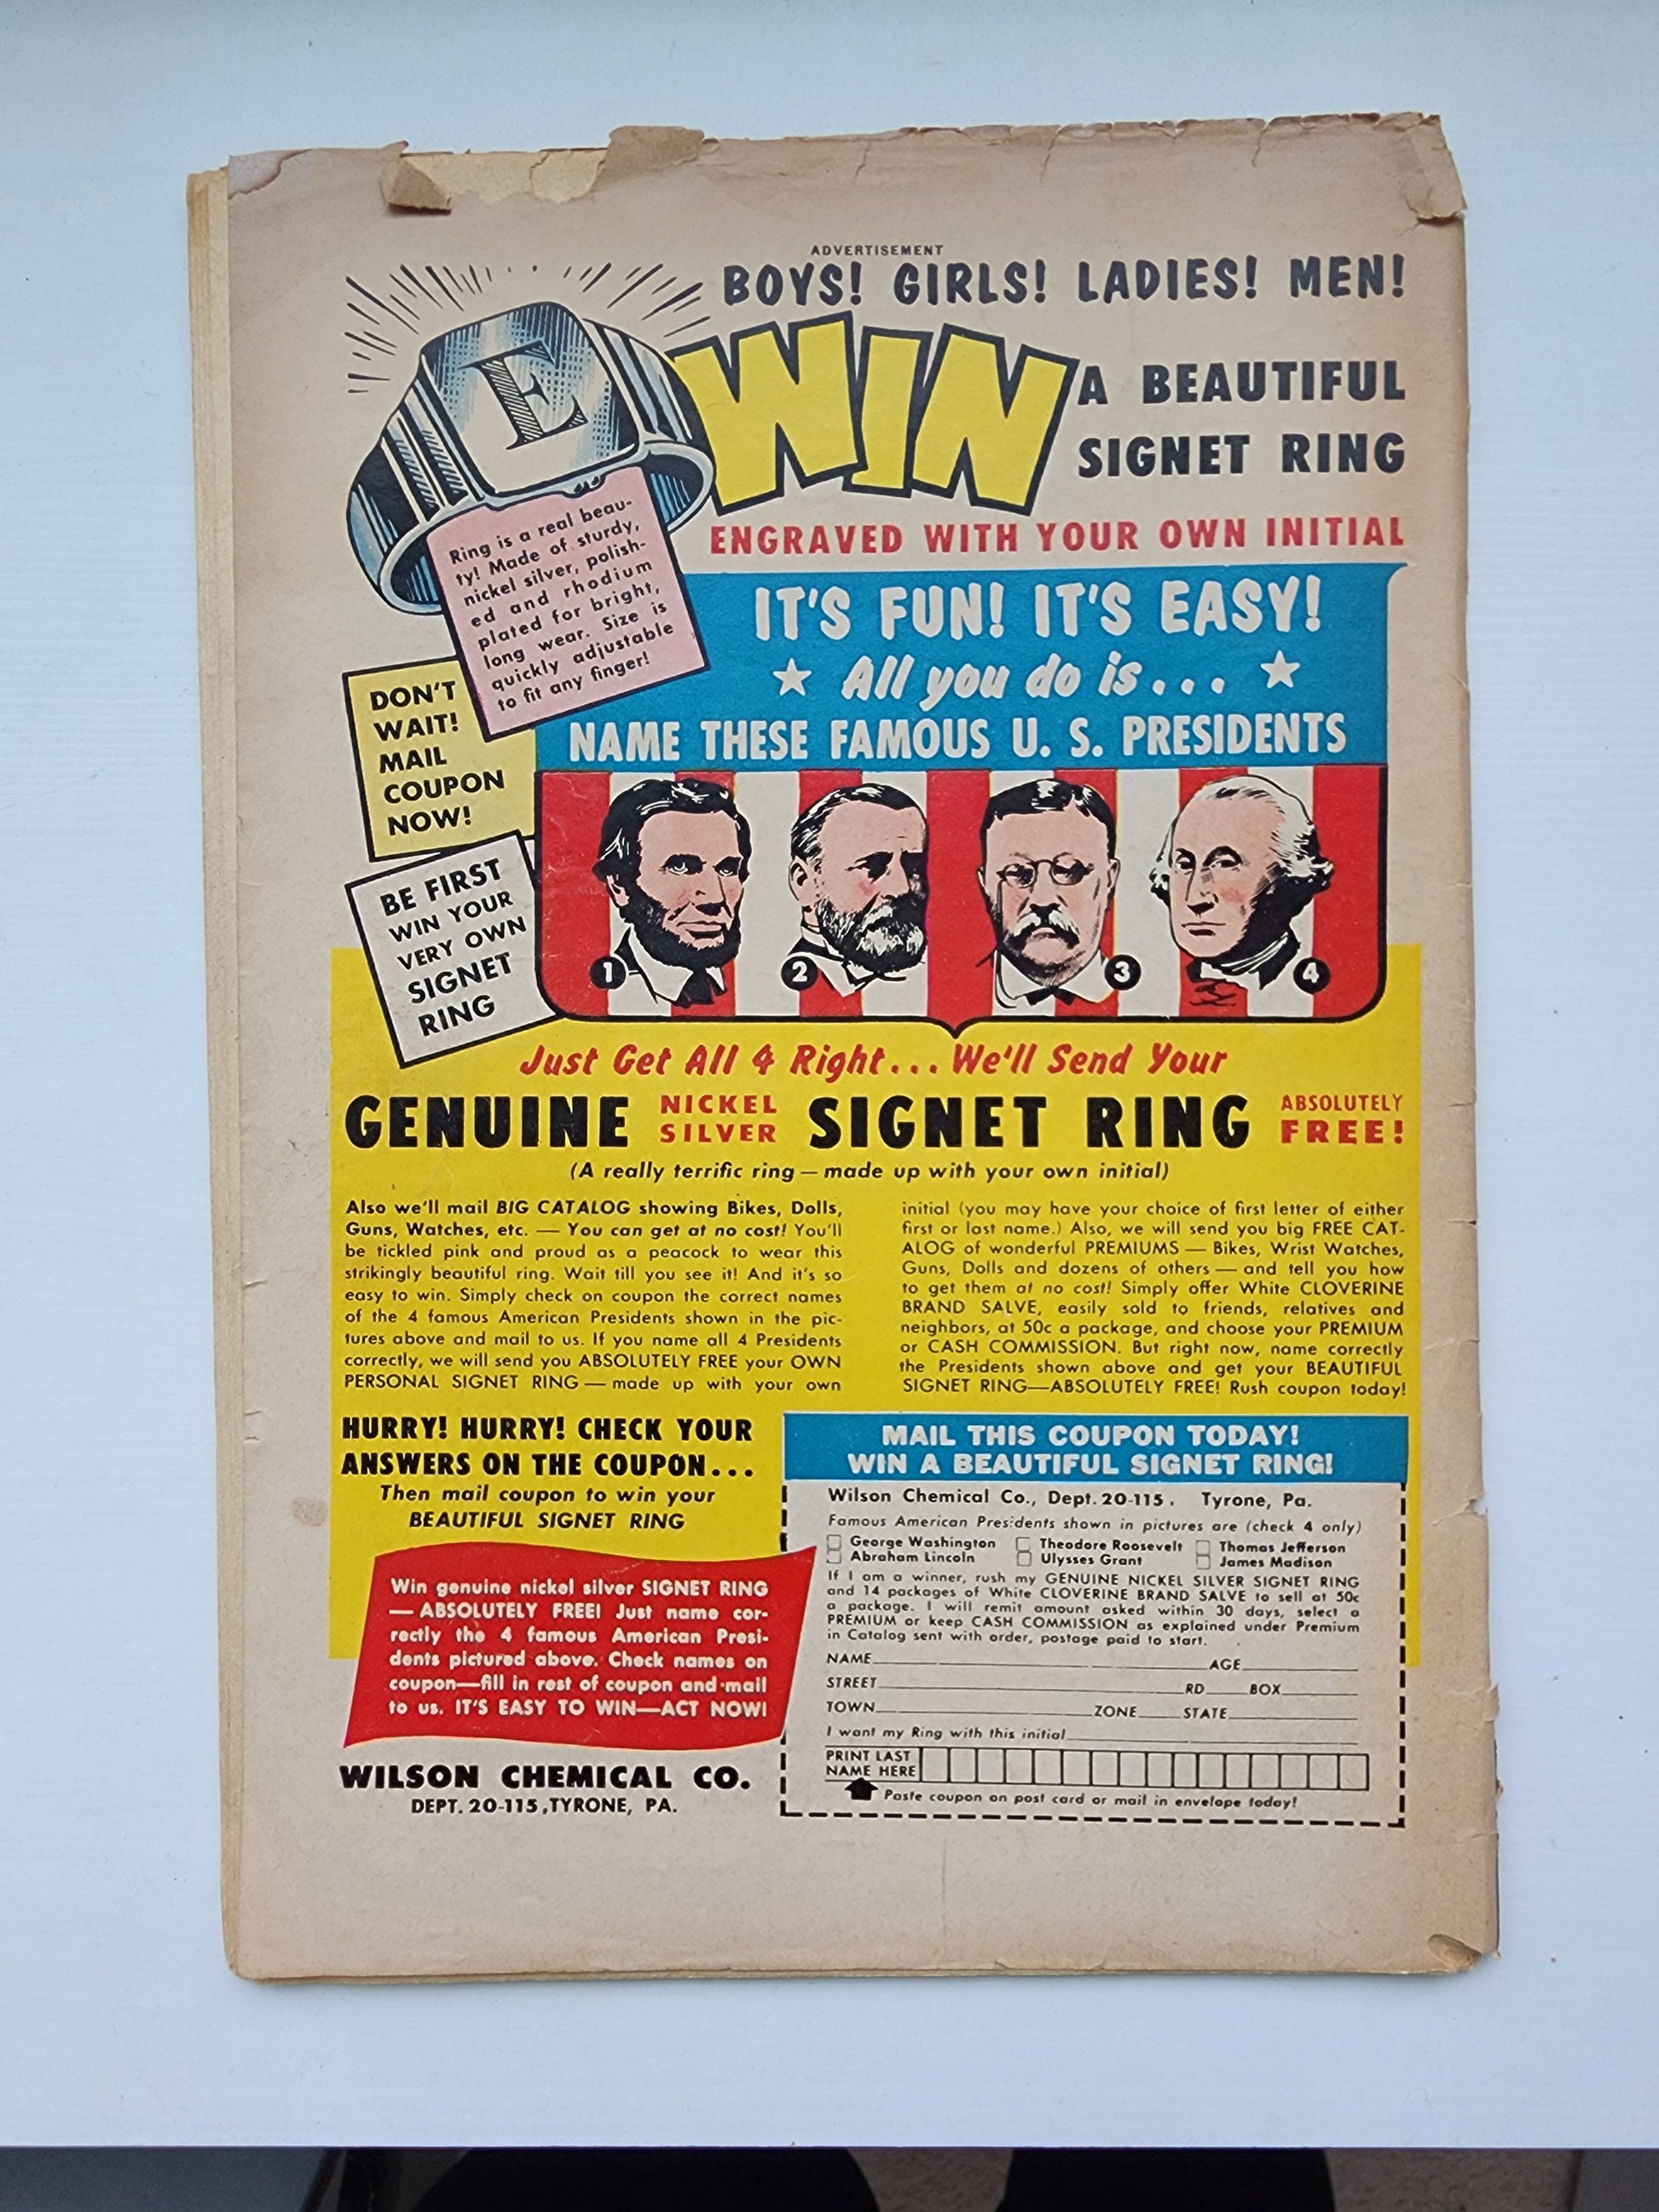 ADVERTISEMENT
BOYS! GIRLS! LADIES! MEN!
E
WIN
A BEAUTIFUL
SIGNET RING
ENGRAVED WITH YOUR OWN INITIAL
Ring is a real beau-
ty! Made of sturdy,
nickel silver, polish-
ed and rhodium
plated for bright,
long wear. Size is
quickly adjustable
to fit any finger!
IT'S FUN! IT'S EASY!
All you do is...
NAME THESE FAMOUS U. S. PRESIDENTS
DON'T
WAIT!
MAIL
COUPON
NOW!
BE FIRST
WIN YOUR
VERY OWN
SIGNET
RING
1 2 3 4
Just Get All 4 Right... We'll Send Your
GENUINE NICKEL SILVER SIGNET RING ABSOLUTELY FREE!
(A really terrific ring — made up with your own initial)
Also we'll mail BIG CATALOG showing Bikes, Dolls,
Guns, Watches, etc. — You can get at no cost! You'll
be tickled pink and proud as a peacock to wear this
strikingly beautiful ring. Wait till you see it! And it's so
easy to win. Simply check on coupon the correct names
of the 4 famous American Presidents shown in the pic-
tures above and mail to us. If you name all 4 Presidents
correctly, we will send you ABSOLUTELY FREE your OWN
PERSONAL SIGNET RING — made up with your own
initial (you may have your choice of first letter of either
first or last name.) Also, we will send you big FREE CAT-
ALOG of wonderful PREMIUMS — Bikes, Wrist Watches,
Guns, Dolls and dozens of others — and tell you how
to get them at no cost! Simply offer White CLOVERINE
BRAND SALVE, easily sold to friends, relatives and
neighbors, at 50c a package, and choose your PREMIUM
or CASH COMMISSION. But right now, name correctly
the Presidents shown above and get your BEAUTIFUL
SIGNET RING—ABSOLUTELY FREE! Rush coupon today!
HURRY! HURRY! CHECK YOUR
ANSWERS ON THE COUPON...
Then mail coupon to win your
BEAUTIFUL SIGNET RING
Win genuine nickel silver SIGNET RING
— ABSOLUTELY FREE! Just name cor-
rectly the 4 famous American Presi-
dents pictured above. Check names on
coupon—fill in rest of coupon and mail
to us. IT'S EASY TO WIN—ACT NOW!
WILSON CHEMICAL CO.
DEPT. 20-115, TYRONE, PA.
MAIL THIS COUPON TODAY!
WIN A BEAUTIFUL SIGNET RING!
Wilson Chemical Co., Dept. 20-115. Tyrone, Pa.
Famous American Presidents shown in pictures are (check 4 only)
George Washington Theodore Roosevelt Thomas Jefferson
Abraham Lincoln Ulysses Grant James Madison
If I am a winner, rush my GENUINE NICKEL SILVER SIGNET RING
and 14 packages of White CLOVERINE BRAND SALVE to sell at 50c
a package. I will remit amount asked within 30 days, select a
PREMIUM or keep CASH COMMISSION as explained under Premium
in Catalog sent with order, postage paid to start.
NAME AGE
STREET RD BOX
TOWN ZONE STATE
I want my Ring with this initial
PRINT LAST
NAME HERE
Paste coupon on post card or mail in envelope today!